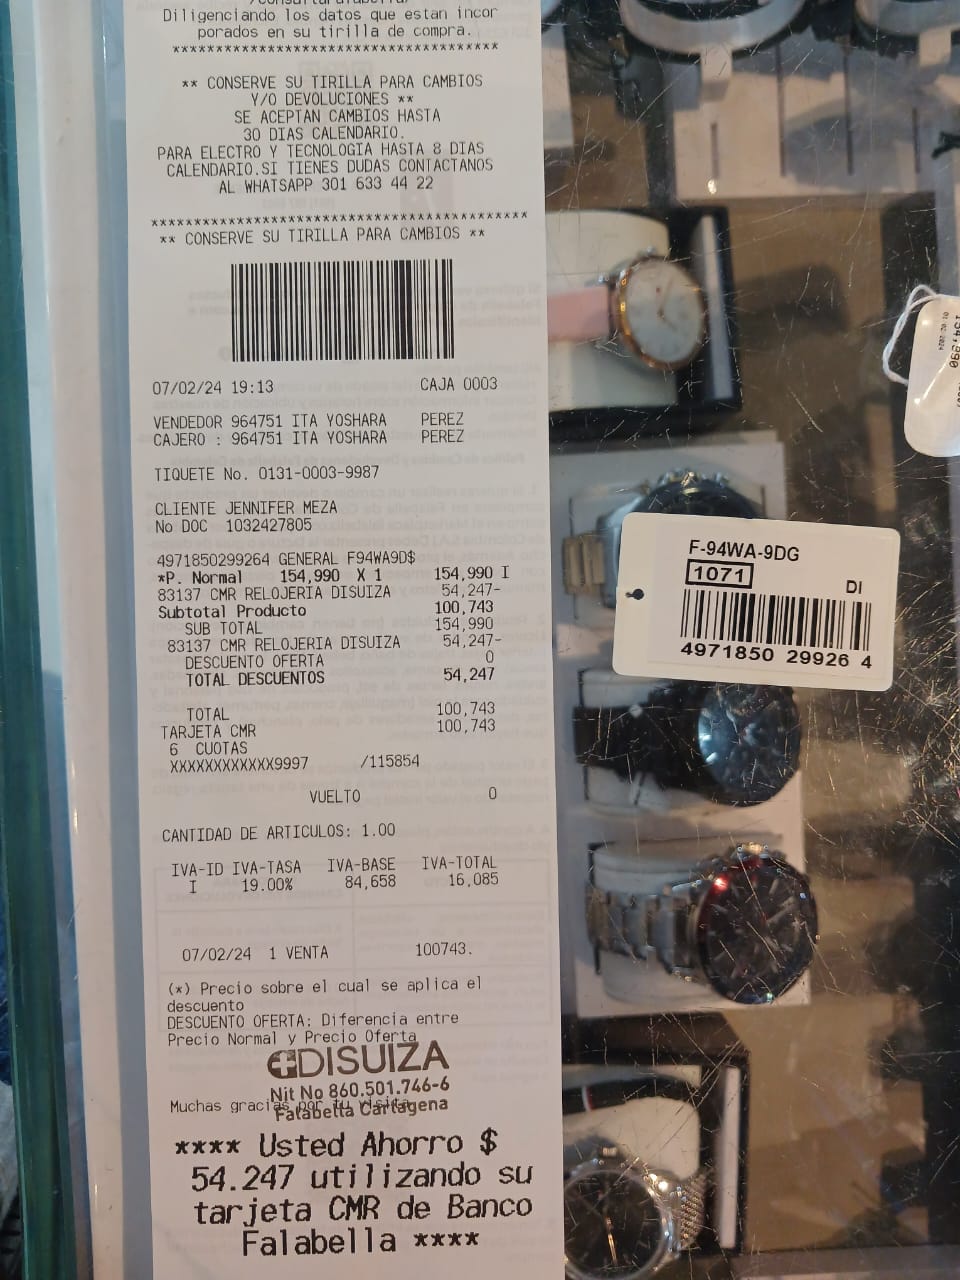 Diligenciando los datos que estan incor
porados en su tirilla de compra.
**************************************
** CONSERVE SU TIRILLA PARA CAMBIOS
Y/O DEVOLUCIONES **
SE ACEPTAN CAMBIOS HASTA
30 DIAS CALENDARIO.
PARA ELECTRO Y TECNOLOGIA HASTA 8 DIAS
CALENDARIO.SI TIENES DUDAS CONTACTANOS
AL WHATSAPP 301 633 44 22
********************************************
** CONSERVE SU TIRILLA PARA CAMBIOS **
07/02/24 19:13 CAJA 0003
VENDEDOR 964751 ITA YOSHARA PEREZ
CAJERO : 964751 ITA YOSHARA PEREZ
TIQUETE No. 0131-0003-9987
CLIENTE JENNIFER MEZA
No DOC 1032427805
4971850299264 GENERAL F94WA9D$
*P. Normal 154,990 X 1 154,990 I
83137 CMR RELOJERIA DISUIZA 54,247-
Subtotal Producto 100,743
SUB TOTAL 154,990
83137 CMR RELOJERIA DISUIZA 54,247-
DESCUENTO OFERTA 0
TOTAL DESCUENTOS 54,247
TOTAL 100,743
TARJETA CMR 100,743
6 CUOTAS
XXXXXXXXXXXX9997 /115854
VUELTO 0
CANTIDAD DE ARTICULOS: 1.00
IVA-ID IVA-TASA IVA-BASE IVA-TOTAL
I 19.00% 84,658 16,085
07/02/24 1 VENTA 100743.
(*) Precio sobre el cual se aplica el
descuento
DESCUENTO OFERTA: Diferencia entre
Precio Normal y Precio Oferta
DISUIZA
Nit No 860.501.746-6
Muchas gracias por tu visita
Falabella Cartagena
**** Usted Ahorro $
54.247 utilizando su
tarjeta CMR de Banco
Falabella ****
F-94WA-9DG
1071 DI
4971850 29926 4